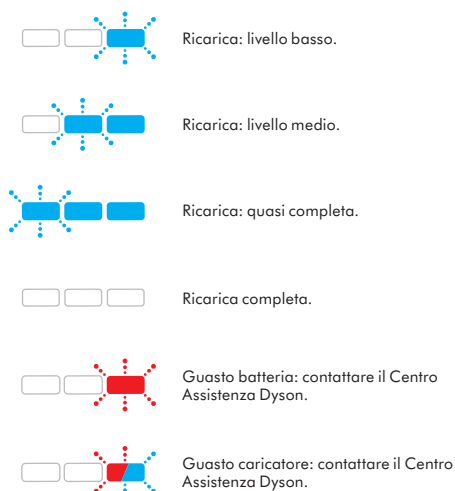 Ricarica: livello basso.
Ricarica: livello medio.
Ricarica: quasi completa.
Ricarica completa.
Guasto batteria: contattare il Centro
Assistenza Dyson.
Guasto caricatore: contattare il Centro
Assistenza Dyson.